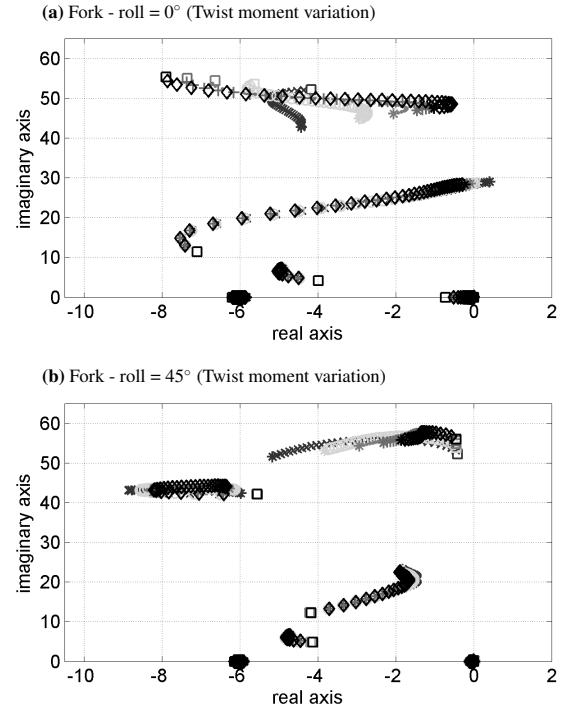 (a) Fork - roll = 0° (Twist moment variation)
60
50
40
30
20
10
0
imaginary axis
-10 -8 -6 -4 -2 0 2
real axis
(b) Fork - roll = 45° (Twist moment variation)
60
50
40
30
20
10
0
imaginary axis
-10 -8 -6 -4 -2 0 2
real axis